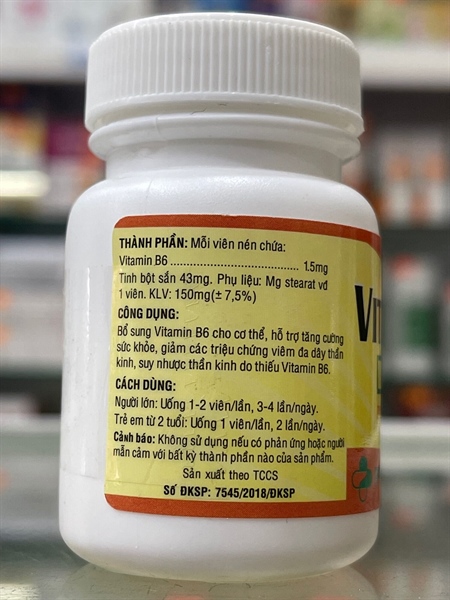 THÀNH PHẦN: Mỗi viên nén chứa:
Vitamin B6 .......................................... 1.5mg
Tinh bột sắn 43mg. Phụ liệu: Mg stearat vđ
1 viên. KLV: 150mg(± 7,5%)
CÔNG DỤNG:
Bổ sung Vitamin B6 cho cơ thể, hỗ trợ tăng cường
sức khỏe, giảm các triệu chứng viêm đa dây thần
kinh, suy nhược thần kinh do thiếu Vitamin B6.
CÁCH DÙNG:
Người lớn: Uống 1-2 viên/lần, 3-4 lần/ngày.
Trẻ em từ 2 tuổi: Uống 1 viên/lần, 2 lần/ngày.
Cảnh báo: Không sử dụng nếu có phản ứng hoặc người
mẫn cảm với bất kỳ thành phần nào của sản phẩm.
Sản xuất theo TCCS
Số ĐKSP: 7545/2018/ĐKSP